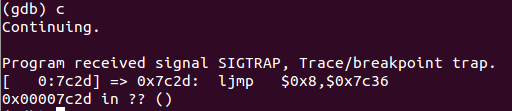 (gdb) c
Continuing.
Program received signal SIGTRAP, Trace/breakpoint trap.
[   0:7c2d] => 0x7c2d:  ljmp   $0x8,$0x7c36
0x00007c2d in ?? ()